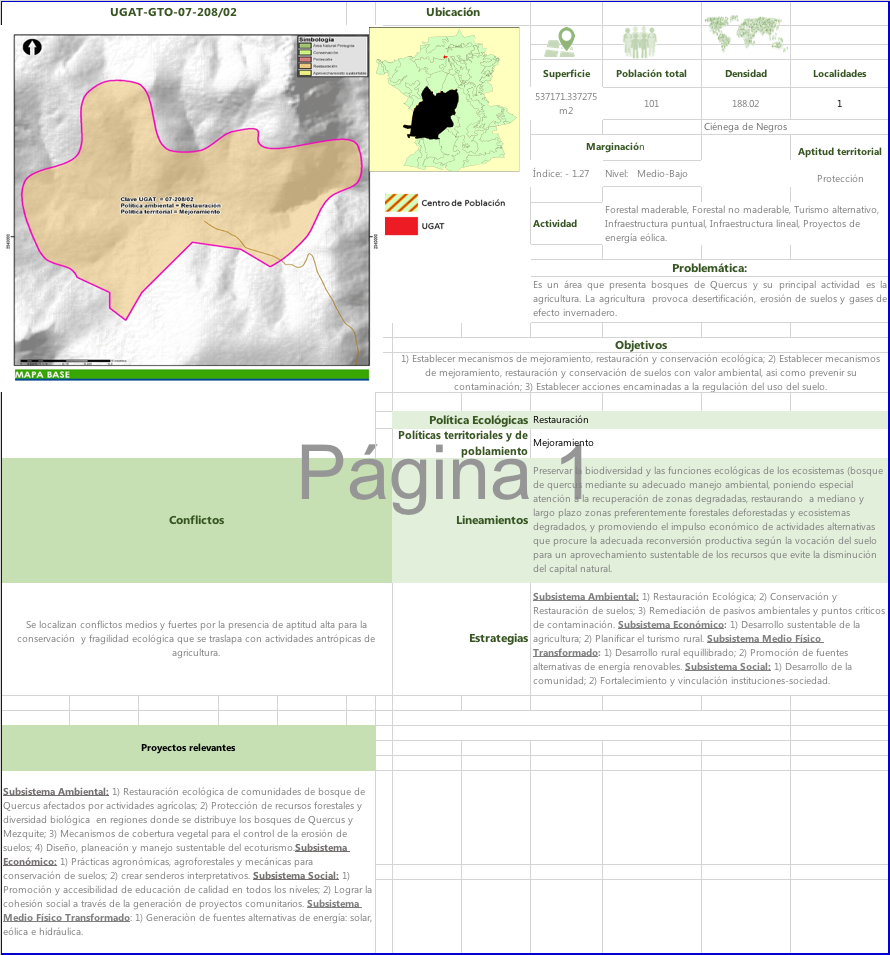 UGAT-GTO-07-208/02
Ubicación
Simbología
Área Natural Protegida
Conservación
Protección
Restauración
Aprovechamiento sustentable
Clave UGAT = 07-208/02
Política ambiental = Restauración
Política territorial = Mejoramiento
MAPA BASE
Centro de Población
UGAT
Superficie
Población total
Densidad
Localidades
537171.337275
m2
101
188.02
1
Ciénega de Negros
Marginación
Aptitud territorial
Índice: - 1.27
Nivel: Medio-Bajo
Protección
Actividad
Forestal maderable, Forestal no maderable, Turismo alternativo,
Infraestructura puntual, Infraestructura lineal, Proyectos de
energía eólica.
Problemática:
Es un área que presenta bosques de Quercus y su principal actividad es la
agricultura. La agricultura provoca desertificación, erosión de suelos y gases de
efecto invernadero.
Objetivos
1) Establecer mecanismos de mejoramiento, restauración y conservación ecológica; 2) Establecer mecanismos
de mejoramiento, restauración y conservación de suelos con valor ambiental, asi como prevenir su
contaminación; 3) Establecer acciones encaminadas a la regulación del uso del suelo.
Política Ecológicas
Restauración
Políticas territoriales y de
poblamiento
Mejoramiento
Página 1
Conflictos
Lineamientos
Preservar la biodiversidad y las funciones ecológicas de los ecosistemas (bosque
de quercus mediante su adecuado manejo ambiental, poniendo especial
atención a la recuperación de zonas degradadas, restaurando a mediano y
largo plazo zonas preferentemente forestales deforestadas y ecosistemas
degradados, y promoviendo el impulso económico de actividades alternativas
que procure la adecuada reconversión productiva según la vocación del suelo
para un aprovechamiento sustentable de los recursos que evite la disminución
del capital natural.
Se localizan conflictos medios y fuertes por la presencia de aptitud alta para la
conservación y fragilidad ecológica que se traslapa con actividades antrópicas de
agricultura.
Estrategias
Subsistema Ambiental: 1) Restauración Ecológica; 2) Conservación y
Restauración de suelos; 3) Remediación de pasivos ambientales y puntos criticos
de contaminación. Subsistema Económico: 1) Desarrollo sustentable de la
agricultura; 2) Planificar el turismo rural. Subsistema Medio Físico
Transformado: 1) Desarrollo rural equillibrado; 2) Promoción de fuentes
alternativas de energía renovables. Subsistema Social: 1) Desarrollo de la
comunidad; 2) Fortalecimiento y vinculación instituciones-sociedad.
Proyectos relevantes
Subsistema Ambiental: 1) Restauración ecológica de comunidades de bosque de
Quercus afectados por actividades agrícolas; 2) Protección de recursos forestales y
diversidad biológica en regiones donde se distribuye los bosques de Quercus y
Mezquite; 3) Mecanismos de cobertura vegetal para el control de la erosión de
suelos; 4) Diseño, planeación y manejo sustentable del ecoturismo.Subsistema
Económico: 1) Prácticas agronómicas, agroforestales y mecánicas para
conservación de suelos; 2) crear senderos interpretativos. Subsistema Social: 1)
Promoción y accesibilidad de educación de calidad en todos los niveles; 2) Lograr la
cohesión social a través de la generación de proyectos comunitarios. Subsistema
Medio Físico Transformado: 1) Generación de fuentes alternativas de energía: solar,
eólica e hidráulica.